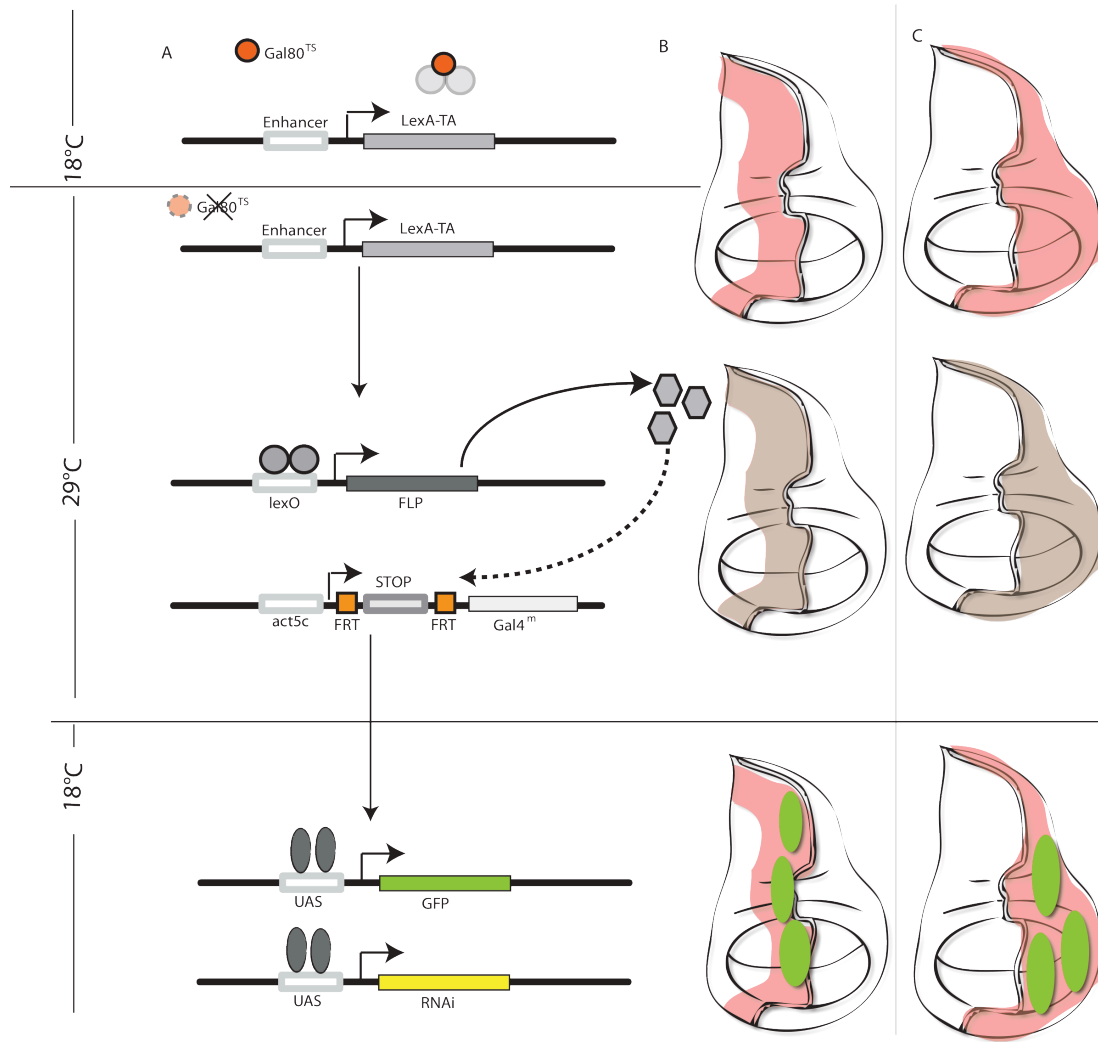 A
B
C
Gal80TS
Enhancer
LexA-TA
18°C
Gal80TS
Enhancer
LexA-TA
29°C
lexO
FLP
STOP
act5c
FRT
FRT
Gal4m
18°C
UAS
GFP
UAS
RNAi